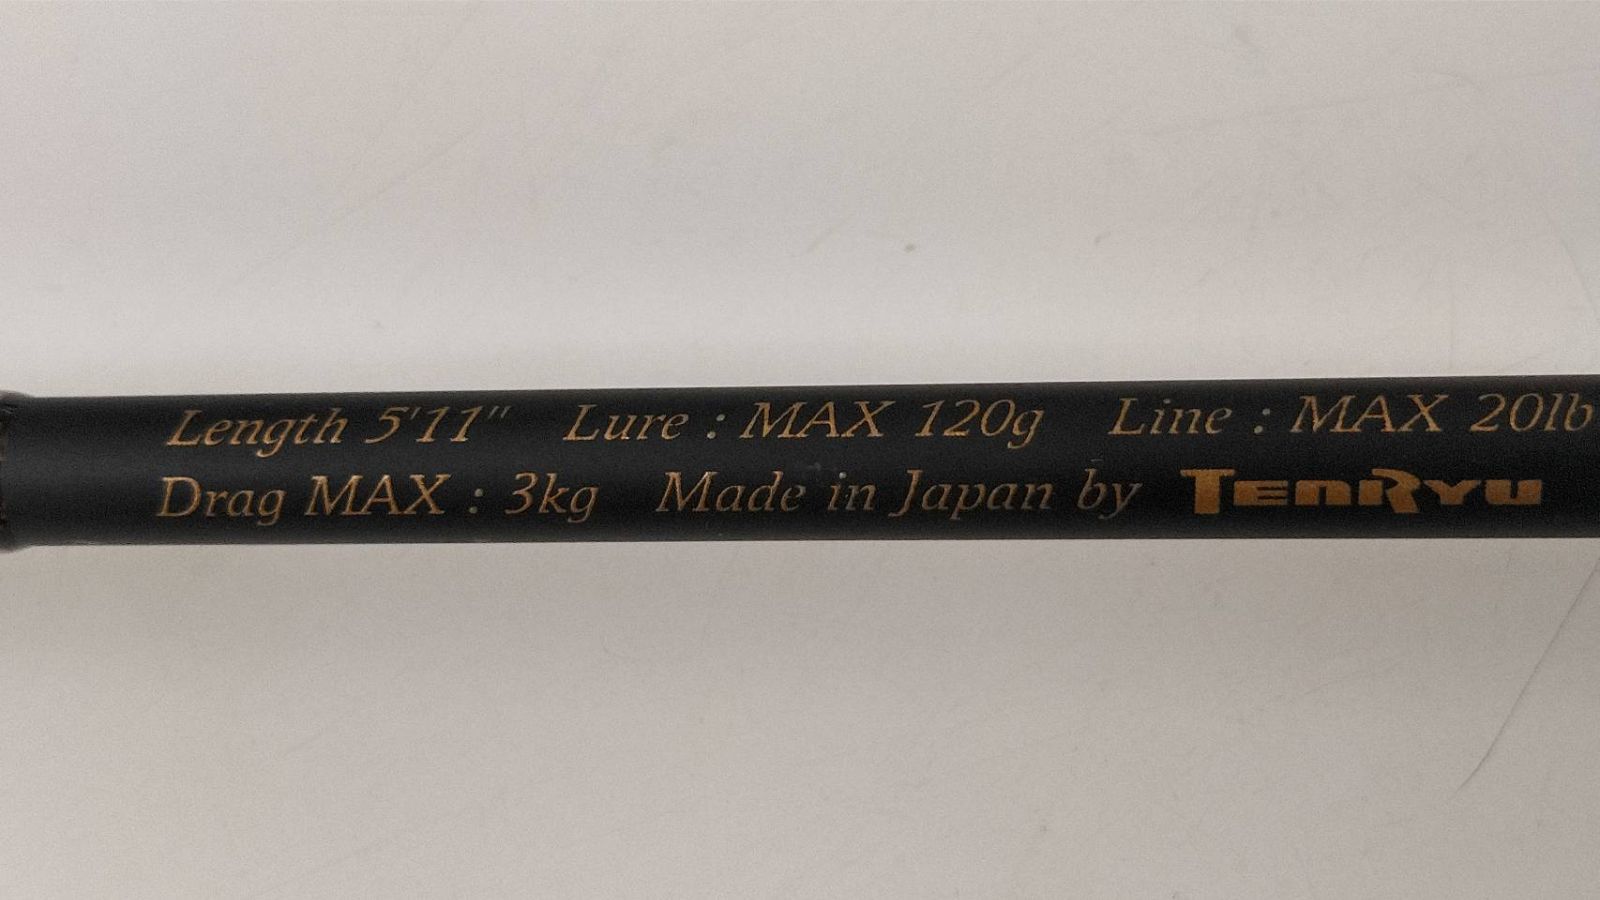 Length 5'11" Lure : MAX 120g Line : MAX 20lb
Drag MAX : 3kg Made in Japan by TENRYU